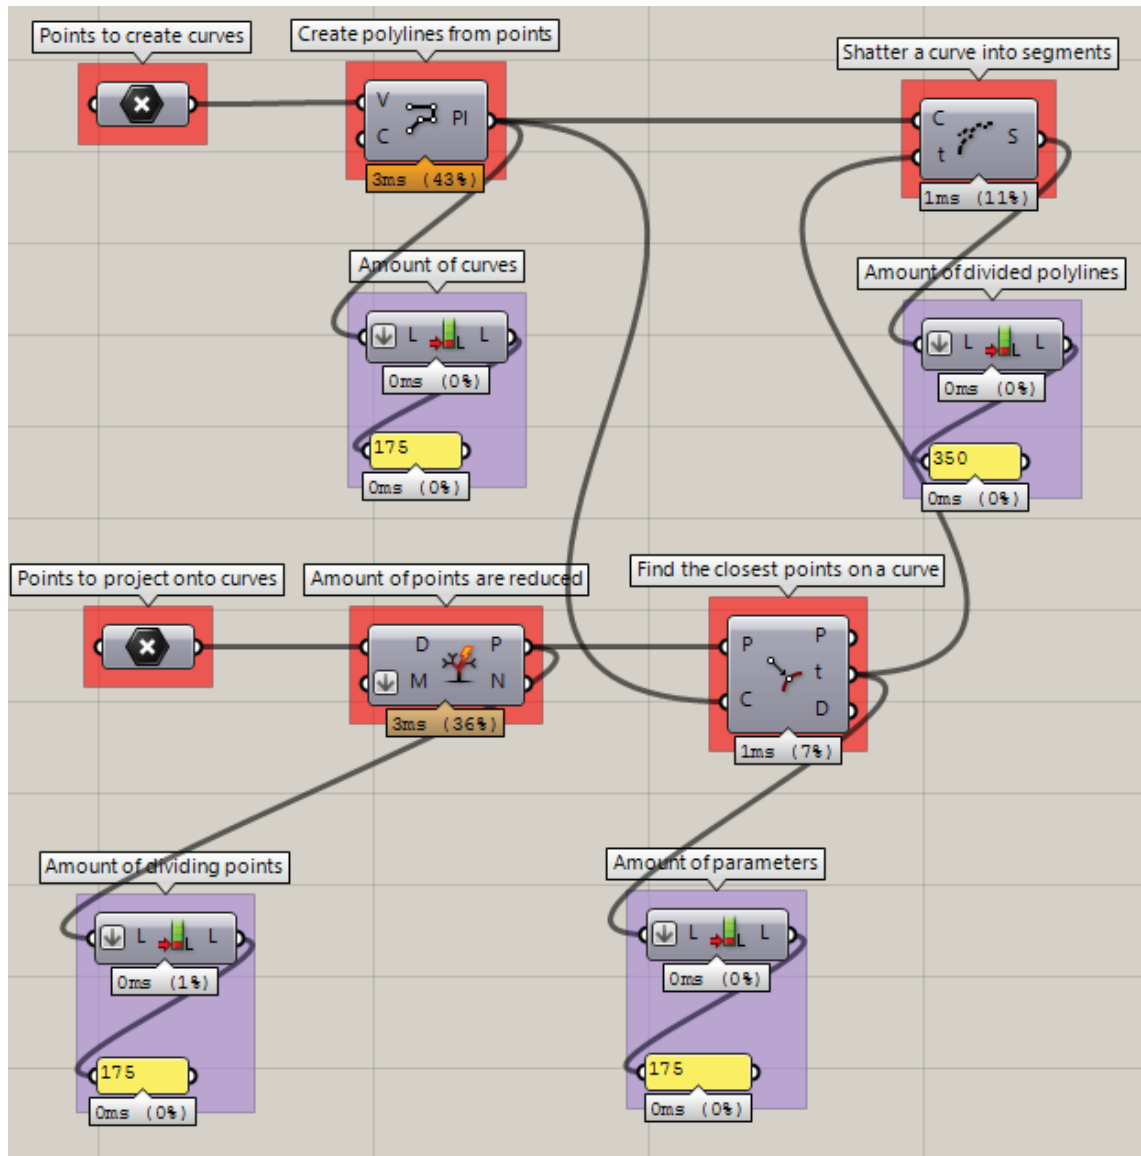 Points to create curves
Create polylines from points
Shatter a curve into segments
V
C
Pl
3ms (43%)
C
t
S
1ms (11%)
Amount of curves
L
L
L
0ms (0%)
175
0ms (0%)
Amount of divided polylines
L
L
L
0ms (0%)
350
0ms (0%)
Points to project onto curves
Amount of points are reduced
Find the closest points on a curve
D
M
P
N
3ms (36%)
P
C
P
t
D
1ms (7%)
Amount of dividing points
L
L
L
0ms (1%)
175
0ms (0%)
Amount of parameters
L
L
L
0ms (0%)
175
0ms (0%)